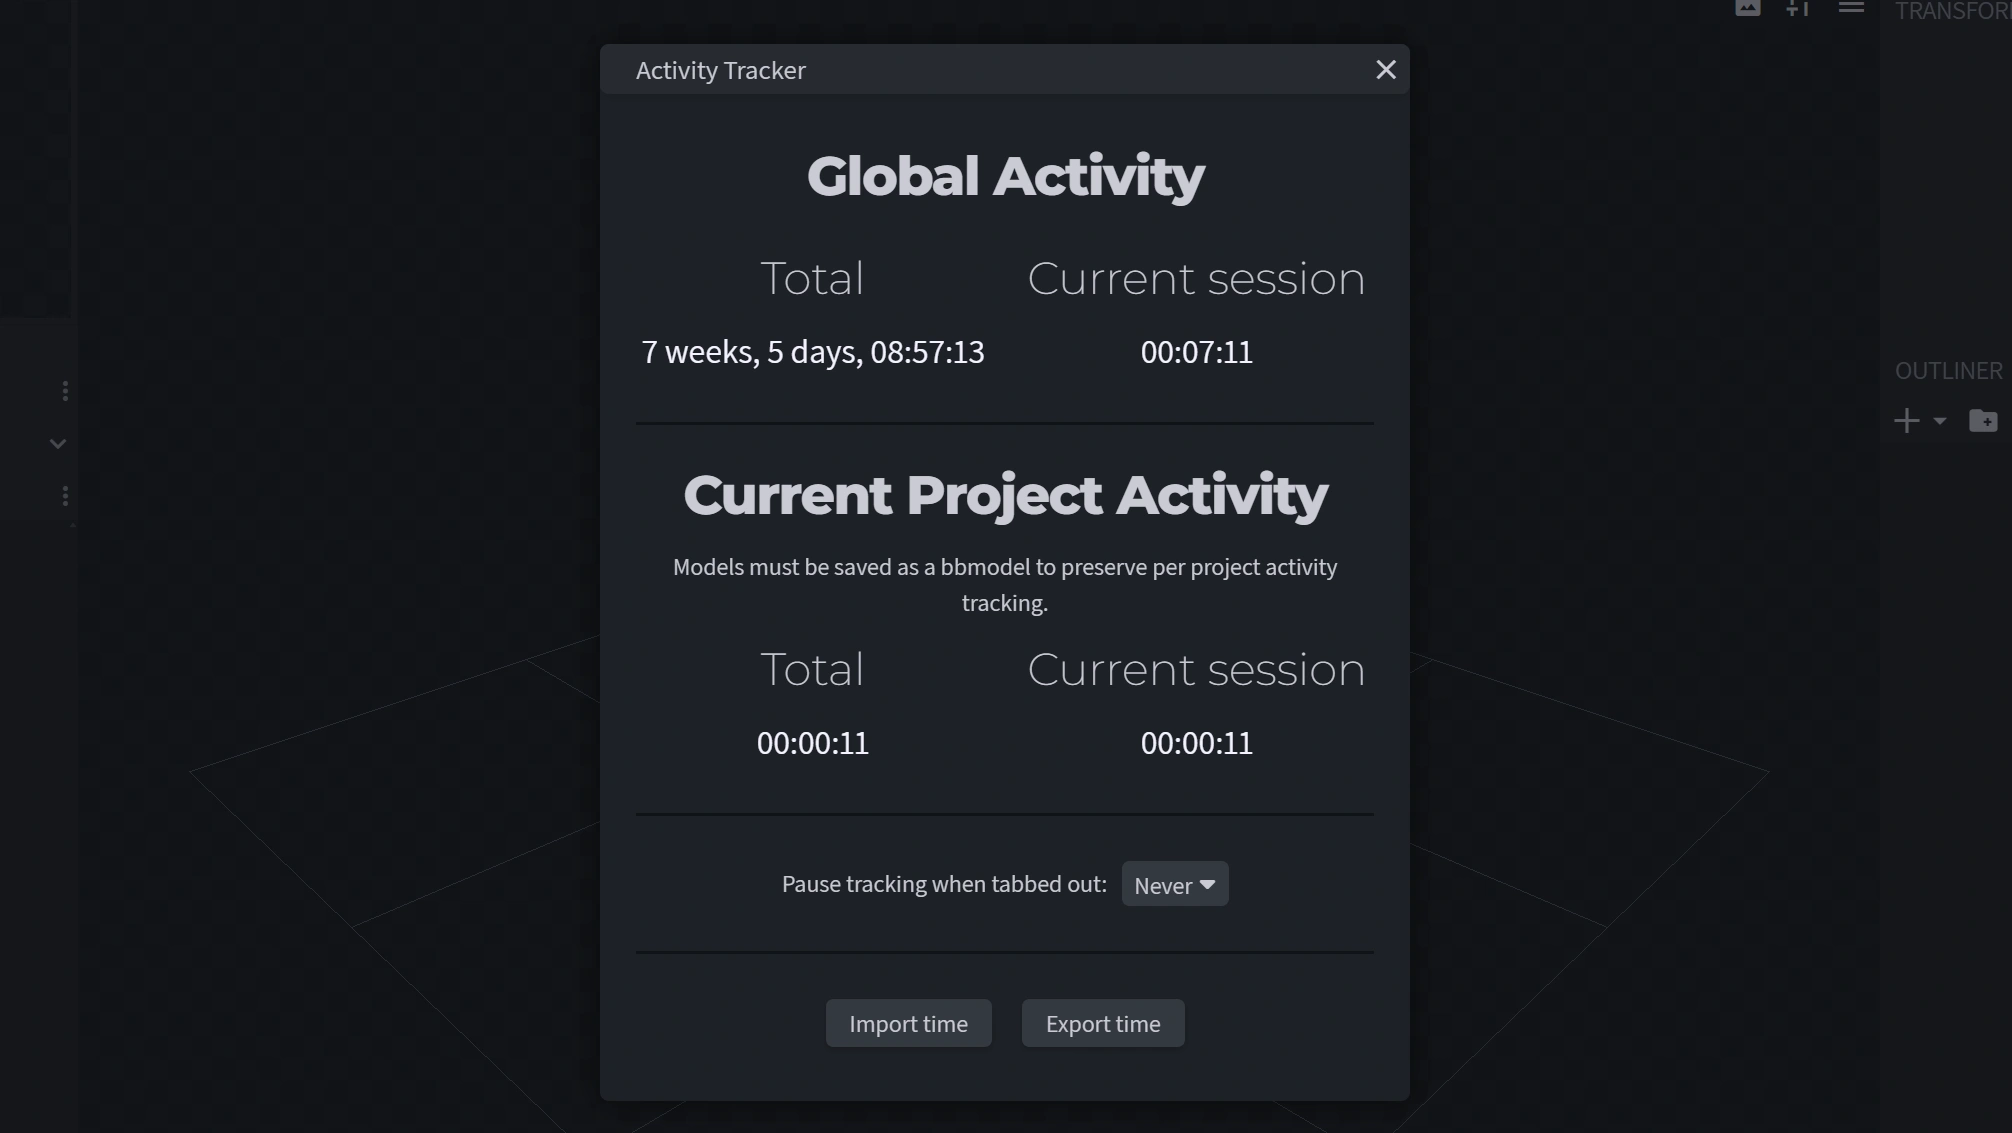 TRANSFOR
Activity Tracker
Global Activity
Total
Current session
7 weeks, 5 days, 08:57:13
00:07:11
OUTLINER
Current Project Activity
Models must be saved as a bbmodel to preserve per project activity
tracking.
Total
Current session
00:00:11
00:00:11
Pause tracking when tabbed out:
Never
Import time
Export time